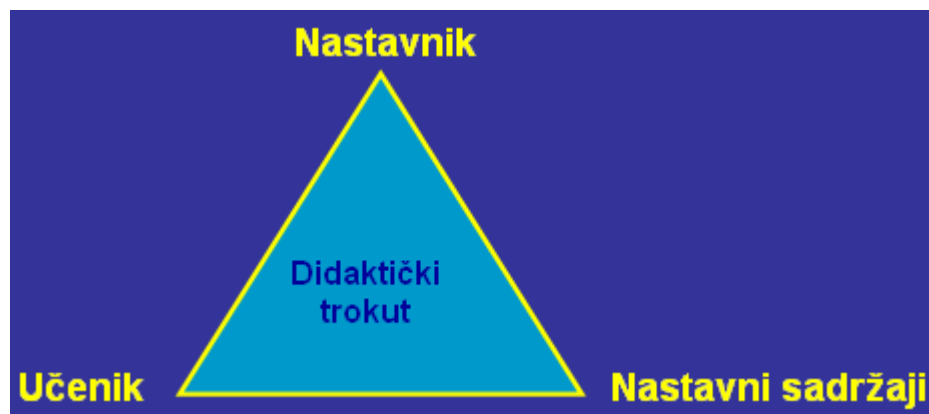 Nastavnik
Didaktički
trokut
Učenik
Nastavni sadržaji